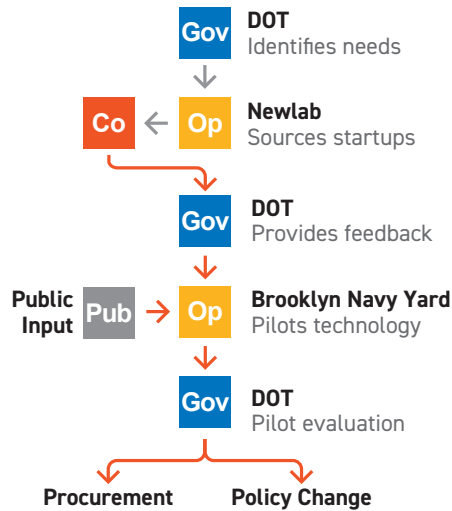 Gov
DOT
Identifies needs
Co
Op
Newlab
Sources startups
Gov
DOT
Provides feedback
Public
Input
Pub
Op
Brooklyn Navy Yard
Pilots technology
Gov
DOT
Pilot evaluation
Procurement
Policy Change